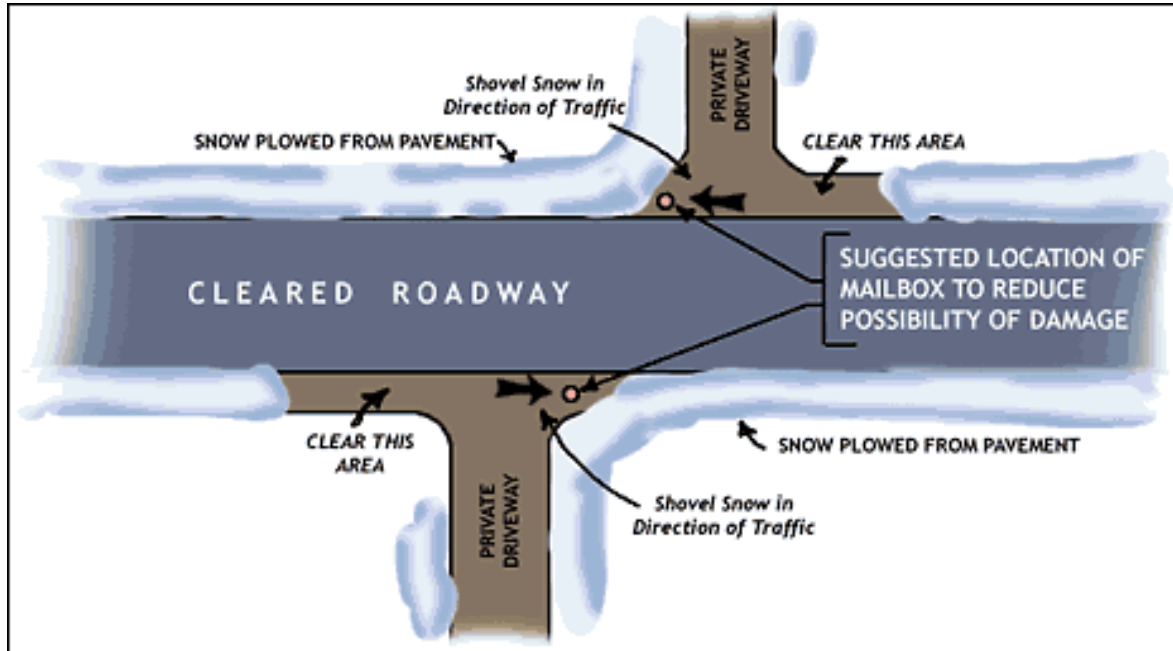 Shovel Snow in
Direction of Traffic
PRIVATE
DRIVEWAY
SNOW PLOWED FROM PAVEMENT
CLEAR THIS AREA
CLEARED ROADWAY
SUGGESTED LOCATION OF
MAILBOX TO REDUCE
POSSIBILITY OF DAMAGE
CLEAR THIS
AREA
SNOW PLOWED FROM PAVEMENT
PRIVATE
DRIVEWAY
Shovel Snow in
Direction of Traffic